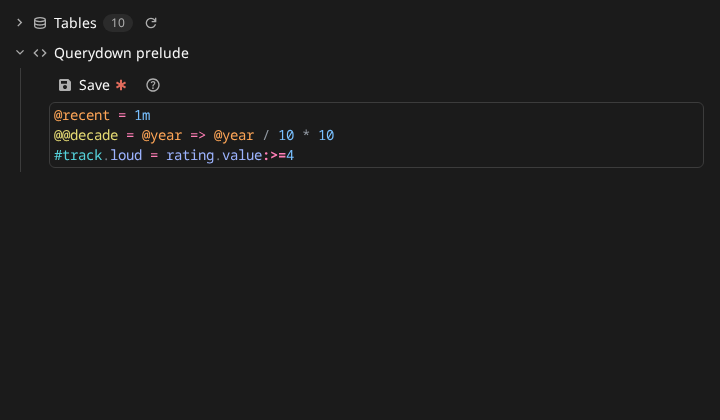 Tables 10
Querydown prelude
Save *
@recent = 1m
@@decade = @year => @year / 10 * 10
#track.loud = rating.value:>=4